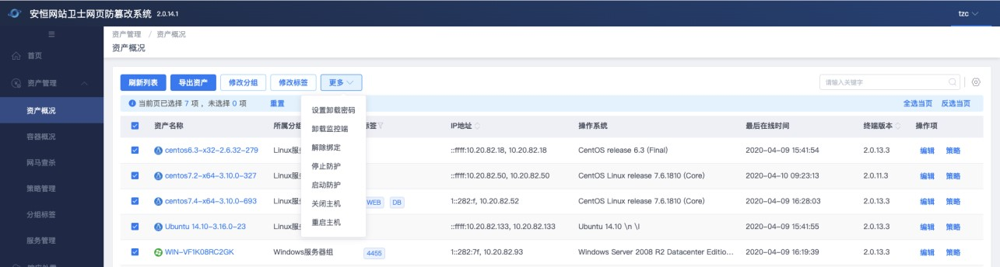 安恒网站卫士网页防篡改系统 2.0.14.1 tzc
资产管理 / 资产概况
资产概况
首页
资产管理
资产概况
容器概况
网马查杀
策略管理
分组标签
服务管理
刷新列表 导出资产 修改分组 修改标签 更多 请输入关键字
当前页已选择 7 项，未选择 0 项 重置 全选当页 反选当页
设置卸载密码
卸载监控端
解除绑定
停止防护
启动防护
关闭主机
重启主机
资产名称 所属分组 标签 IP地址 操作系统 最后在线时间 终端版本 操作项
centos6.3-x32-2.6.32-279 Linux服 ::ffff:10.20.82.18, 10.20.82.18 CentOS release 6.3 (Final) 2020-04-09 15:41:54 2.0.13.3 编辑 策略
centos7.2-x64-3.10.0-327 Linux服 ::ffff:10.20.82.50, 10.20.82.50 CentOS Linux release 7.6.1810 (Core) 2020-04-10 09:23:13 2.0.11.3 编辑 策略
centos7.4-x64-3.10.0-693 Linux服 WEB DB 1::282:f, 10.20.82.52 CentOS Linux release 7.6.1810 (Core) 2020-04-09 16:28:03 2.0.13.3 编辑 策略
Ubuntu 14.10-3.16.0-23 Linux服 ::ffff:10.20.82.133, 10.20.82.133 Ubuntu 14.10 \n \l 2020-04-09 15:41:55 2.0.13.3 编辑 策略
WIN-VF1K08RC2GK Windows服务器组 4455 1::282:7f, 10.20.82.93 Windows Server 2008 R2 Datacenter Editio... 2020-04-09 16:19:39 2.0.13.3 编辑 策略